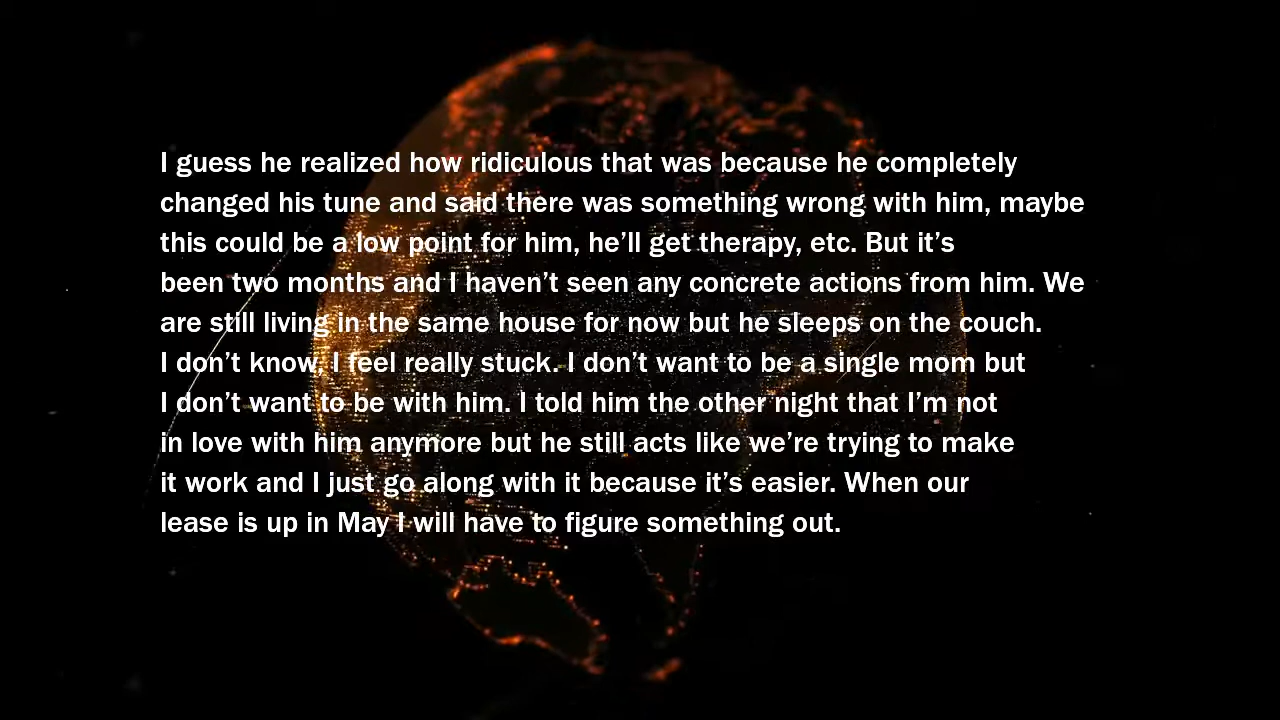 I guess he realized how ridiculous that was because he completely
changed his tune and said there was something wrong with him, maybe
this could be a low point for him, he’ll get therapy, etc. But it’s
been two months and I haven’t seen any concrete actions from him. We
are still living in the same house for now but he sleeps on the couch.
I don’t know, I feel really stuck. I don’t want to be a single mom but
I don’t want to be with him. I told him the other night that I’m not
in love with him anymore but he still acts like we’re trying to make
it work and I just go along with it because it’s easier. When our
lease is up in May I will have to figure something out.